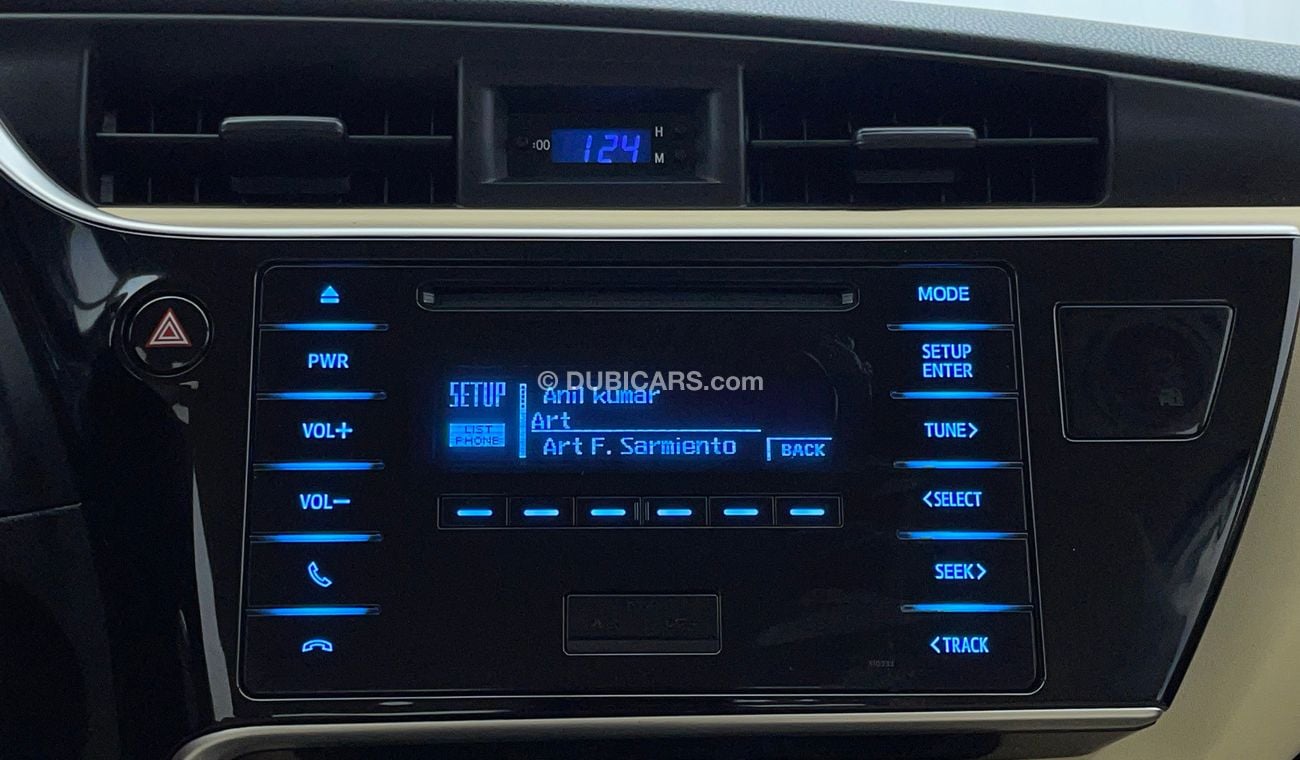 :00 124 H
M
MODE
PWR
SETUP
ENTER
VOL+
TUNE>
VOL-
<SELECT
SEEK>
<TRACK
© DUBICARS.com
SETUP
LIST
PHONE
Anil kumar
Art
Art F. Sarmiento
BACK